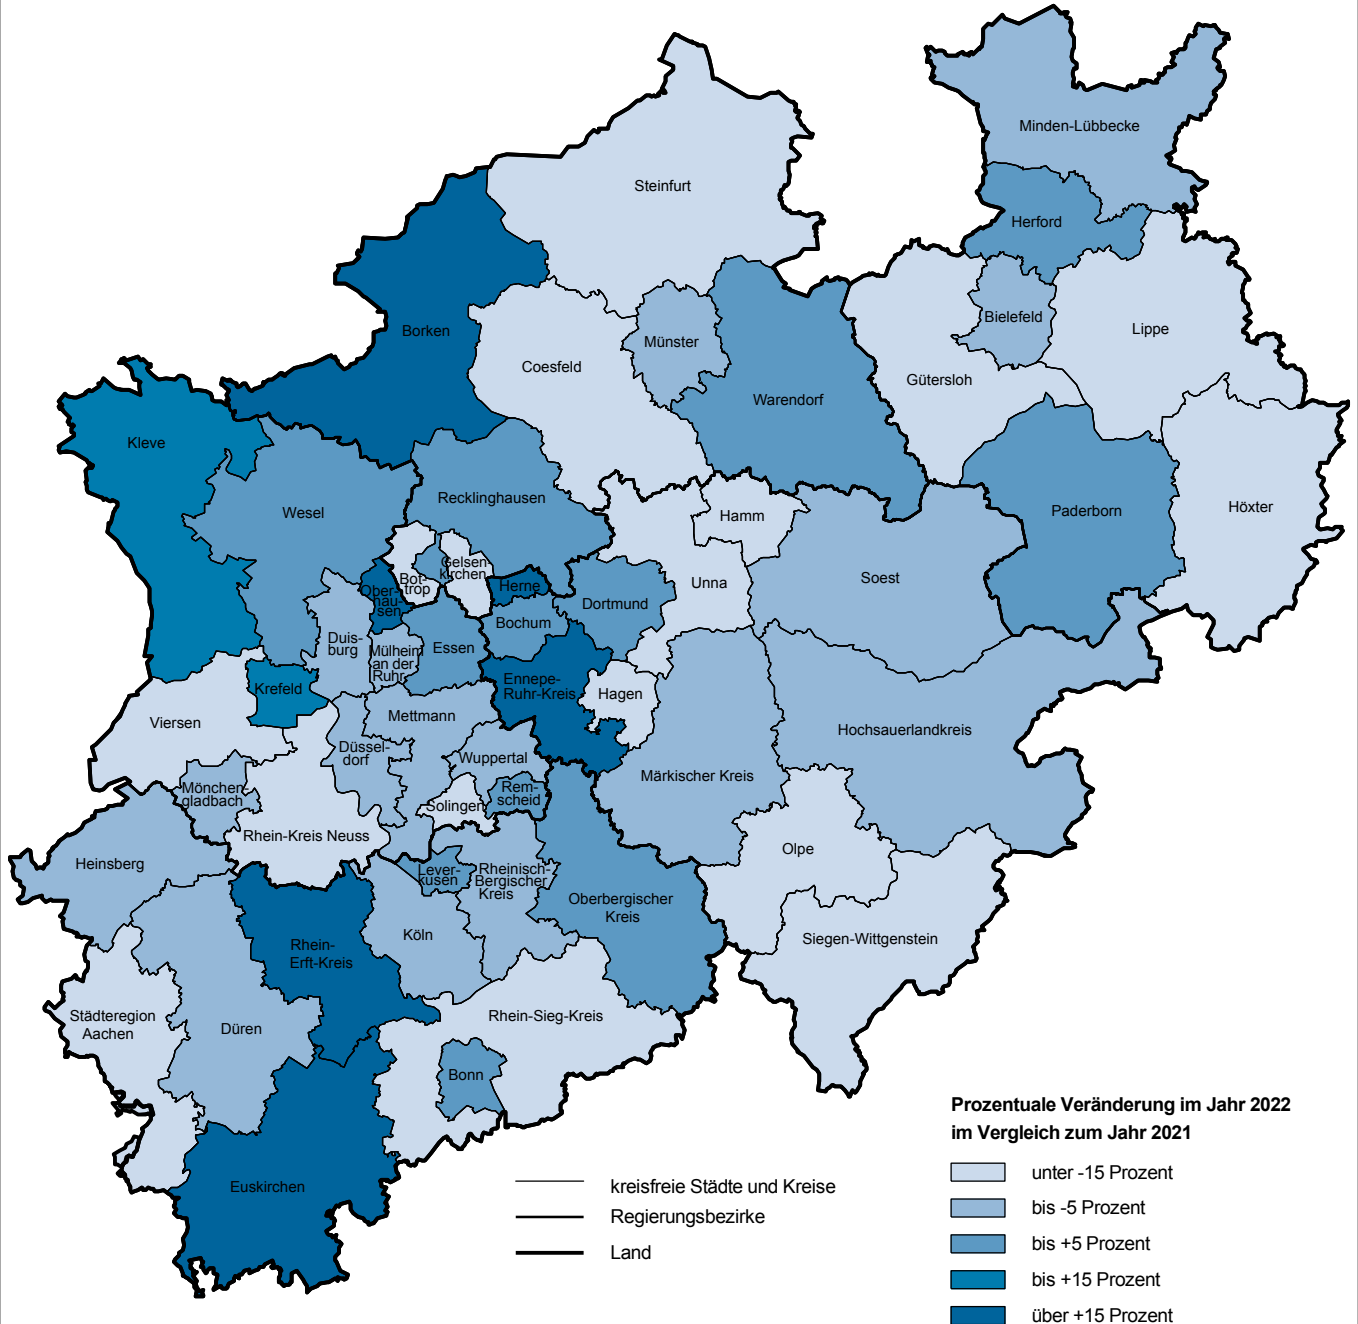 Minden-Lübbecke
Steinfurt
Herford
Bielefeld
Lippe
Borken
Münster
Coesfeld
Gütersloh
Warendorf
Kleve
Recklinghausen
Wesel
Hamm
Paderborn
Höxter
Gelsen-
kirchen
Bot-
trop
Unna
Soest
Herne
Ober-
hau-
sen
Dortmund
Bochum
Duis-
burg
Essen
Mülheim
an der
Ruhr
Ennepe-
Ruhr-Kreis
Krefeld
Hagen
Viersen
Mettmann
Hochsauerlandkreis
Düssel-
dorf
Wuppertal
Märkischer Kreis
Mönchen-
gladbach
Rem-
scheid
Solingen
Rhein-Kreis Neuss
Olpe
Heinsberg
Lever-
kusen
Rheinisch-
Bergischer
Kreis
Oberbergischer
Kreis
Köln
Siegen-Wittgenstein
Rhein-
Erft-Kreis
Städteregion
Aachen
Düren
Rhein-Sieg-Kreis
Bonn
Euskirchen
kreisfreie Städte und Kreise
Regierungsbezirke
Land
Prozentuale Veränderung im Jahr 2022
im Vergleich zum Jahr 2021
unter -15 Prozent
bis -5 Prozent
bis +5 Prozent
bis +15 Prozent
über +15 Prozent